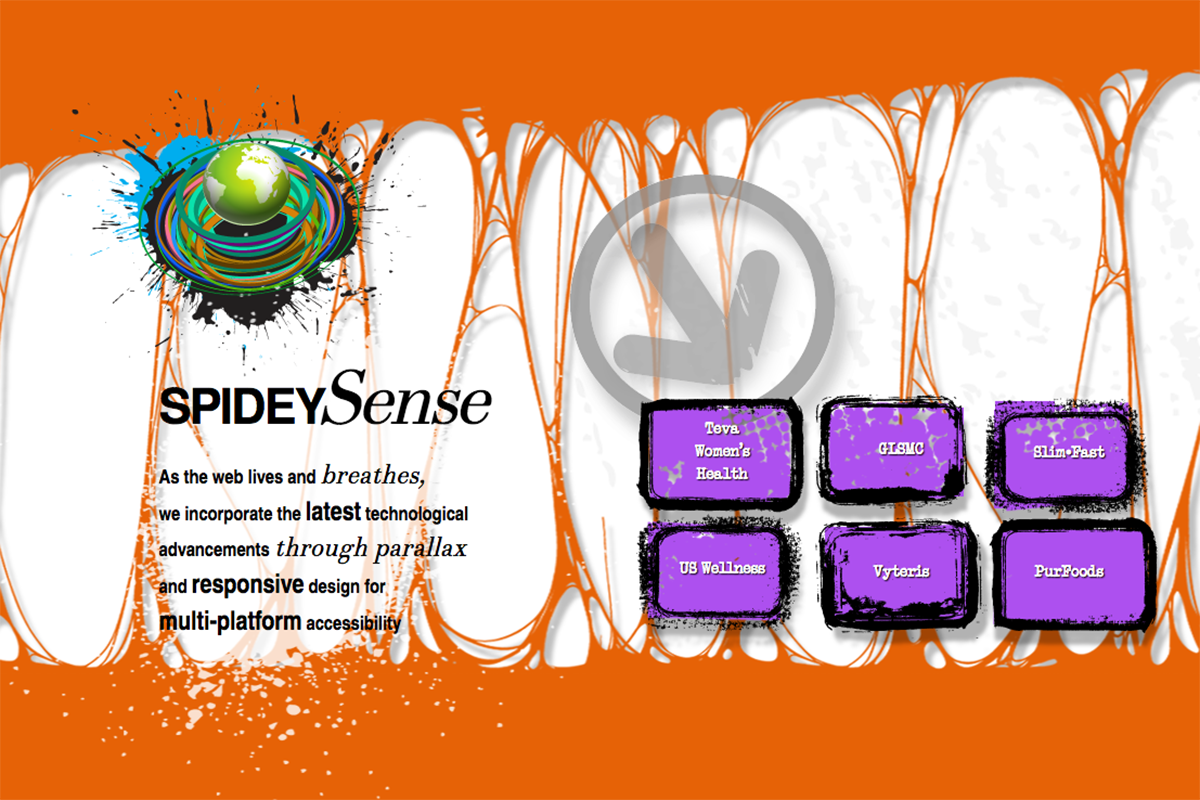 SPIDEYSense
As the web lives and breathes,
we incorporate the latest technological
advancements through parallax
and responsive design for
multi-platform accessibility
Teva
Women's
Health
GLSMC
Slim•Fast
US Wellness
Vyteris
PurFoods